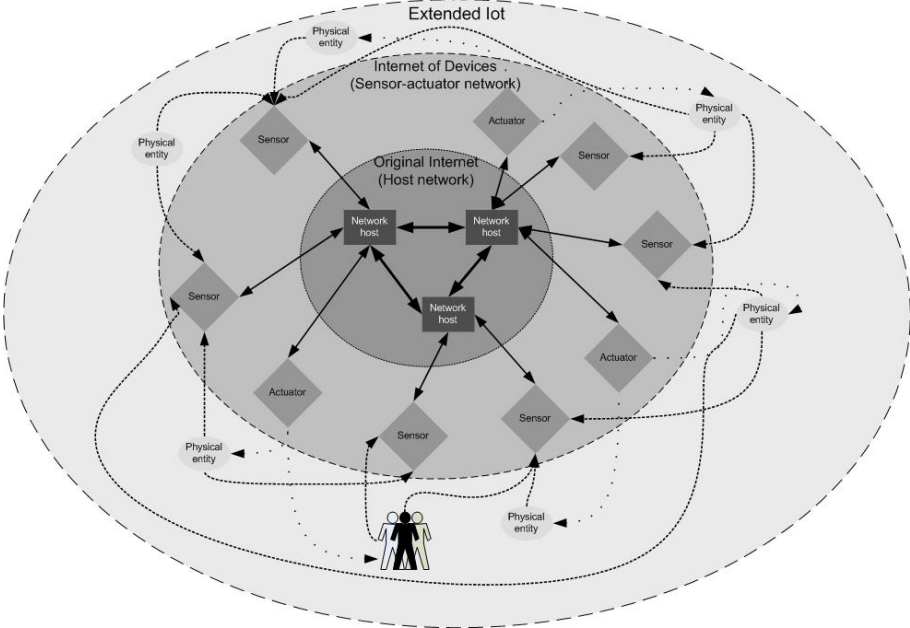 Extended Iot
Physical
entity
Internet of Devices
(Sensor-actuator network)
Actuator
Physical
entity
Sensor
Physical
entity
Sensor
Original Internet
(Host network)
Network
host
Network
host
Sensor
Sensor
Network
host
Physical
entity
Actuator
Actuator
Sensor
Sensor
Physical
entity
Physical
entity